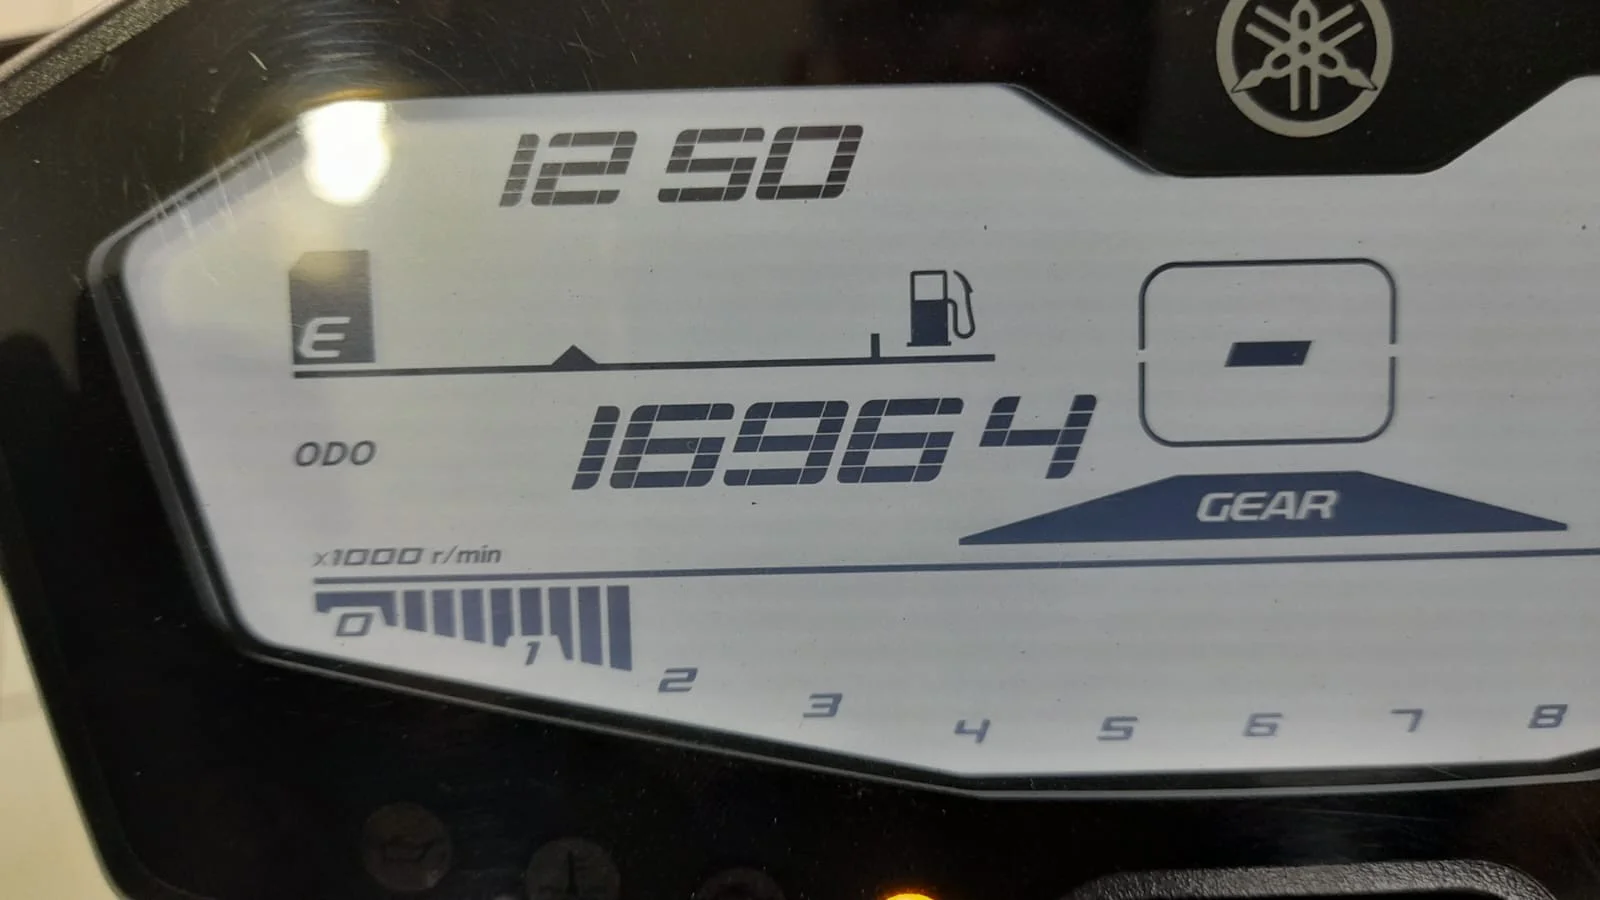 12 50
E
ODO 16964
GEAR
x1000 r/min
0 1 2 3 4 5 6 7 8